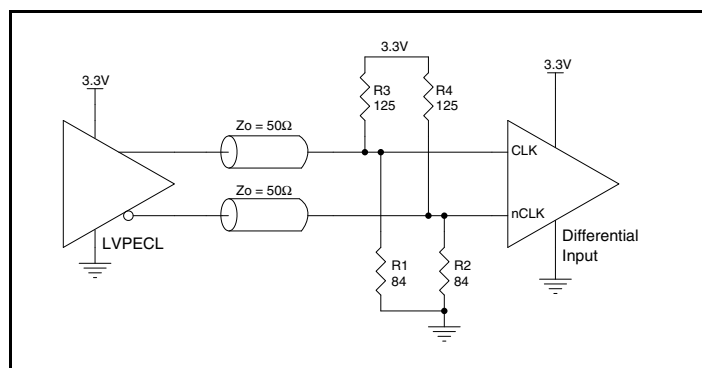 3.3V
3.3V
3.3V
R3
125
R4
125
Zo = 50Ω
CLK
Zo = 50Ω
nCLK
LVPECL
Differential
Input
R1
84
R2
84